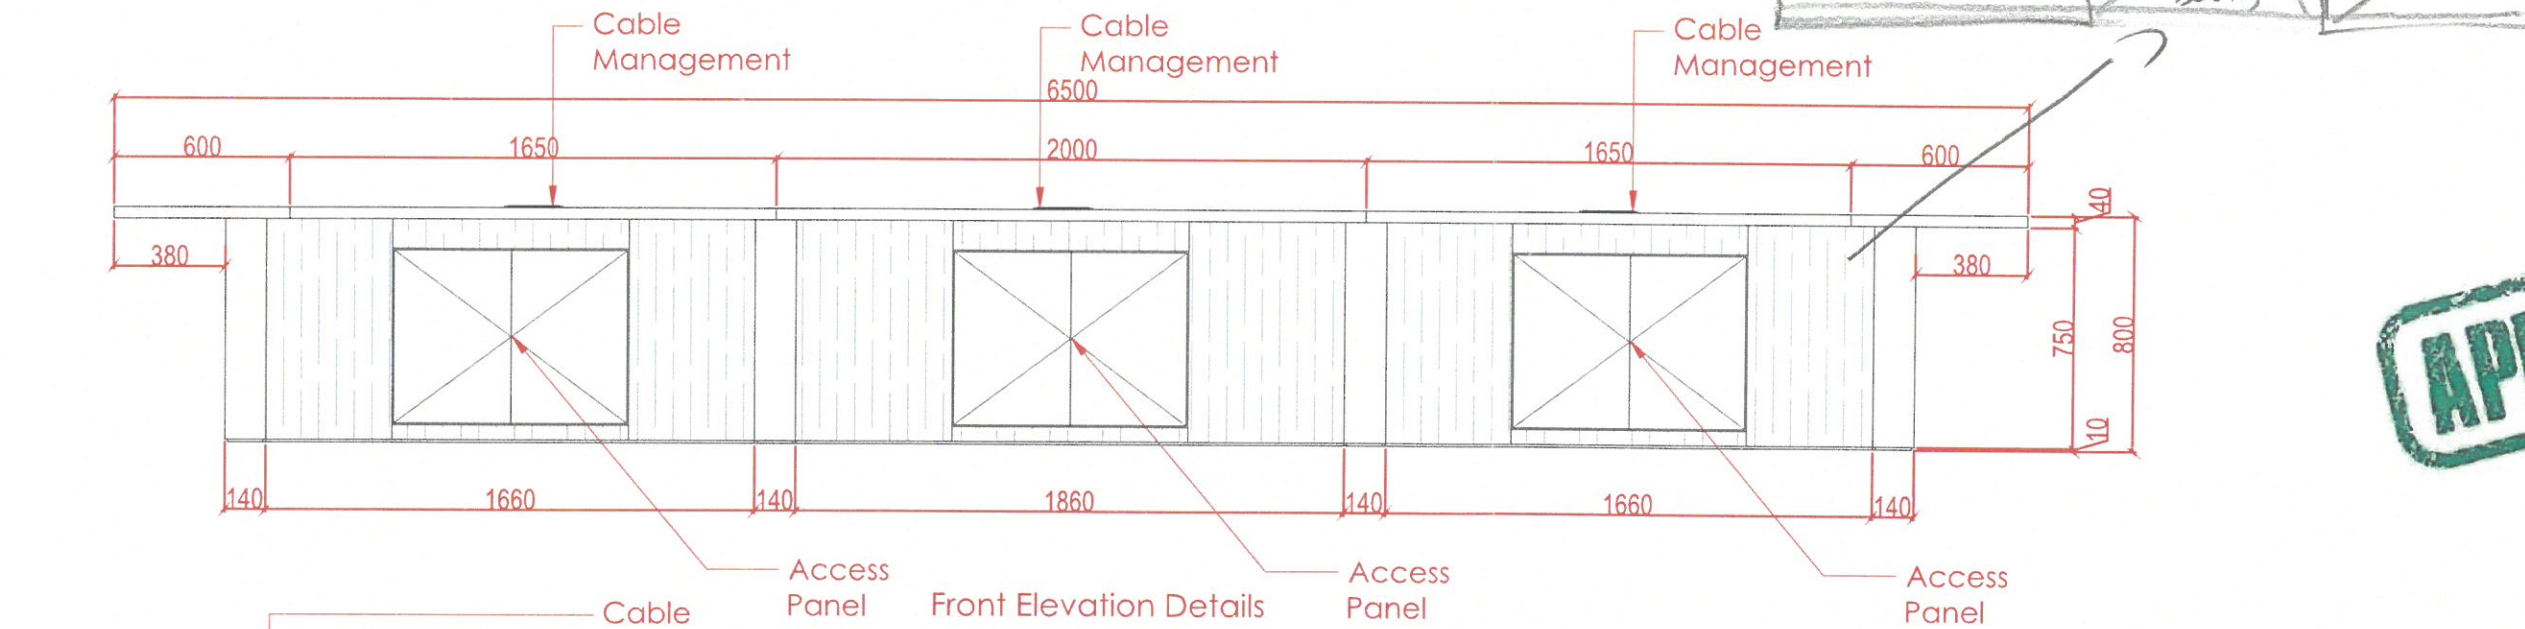 Cable
Management
Cable
Management
Cable
Management
6500
600
1650
2000
1650
600
40
380
380
750
800
10
140
1660
140
1860
140
1660
140
Access
Panel
Access
Panel
Access
Panel
Front Elevation Details
Cable